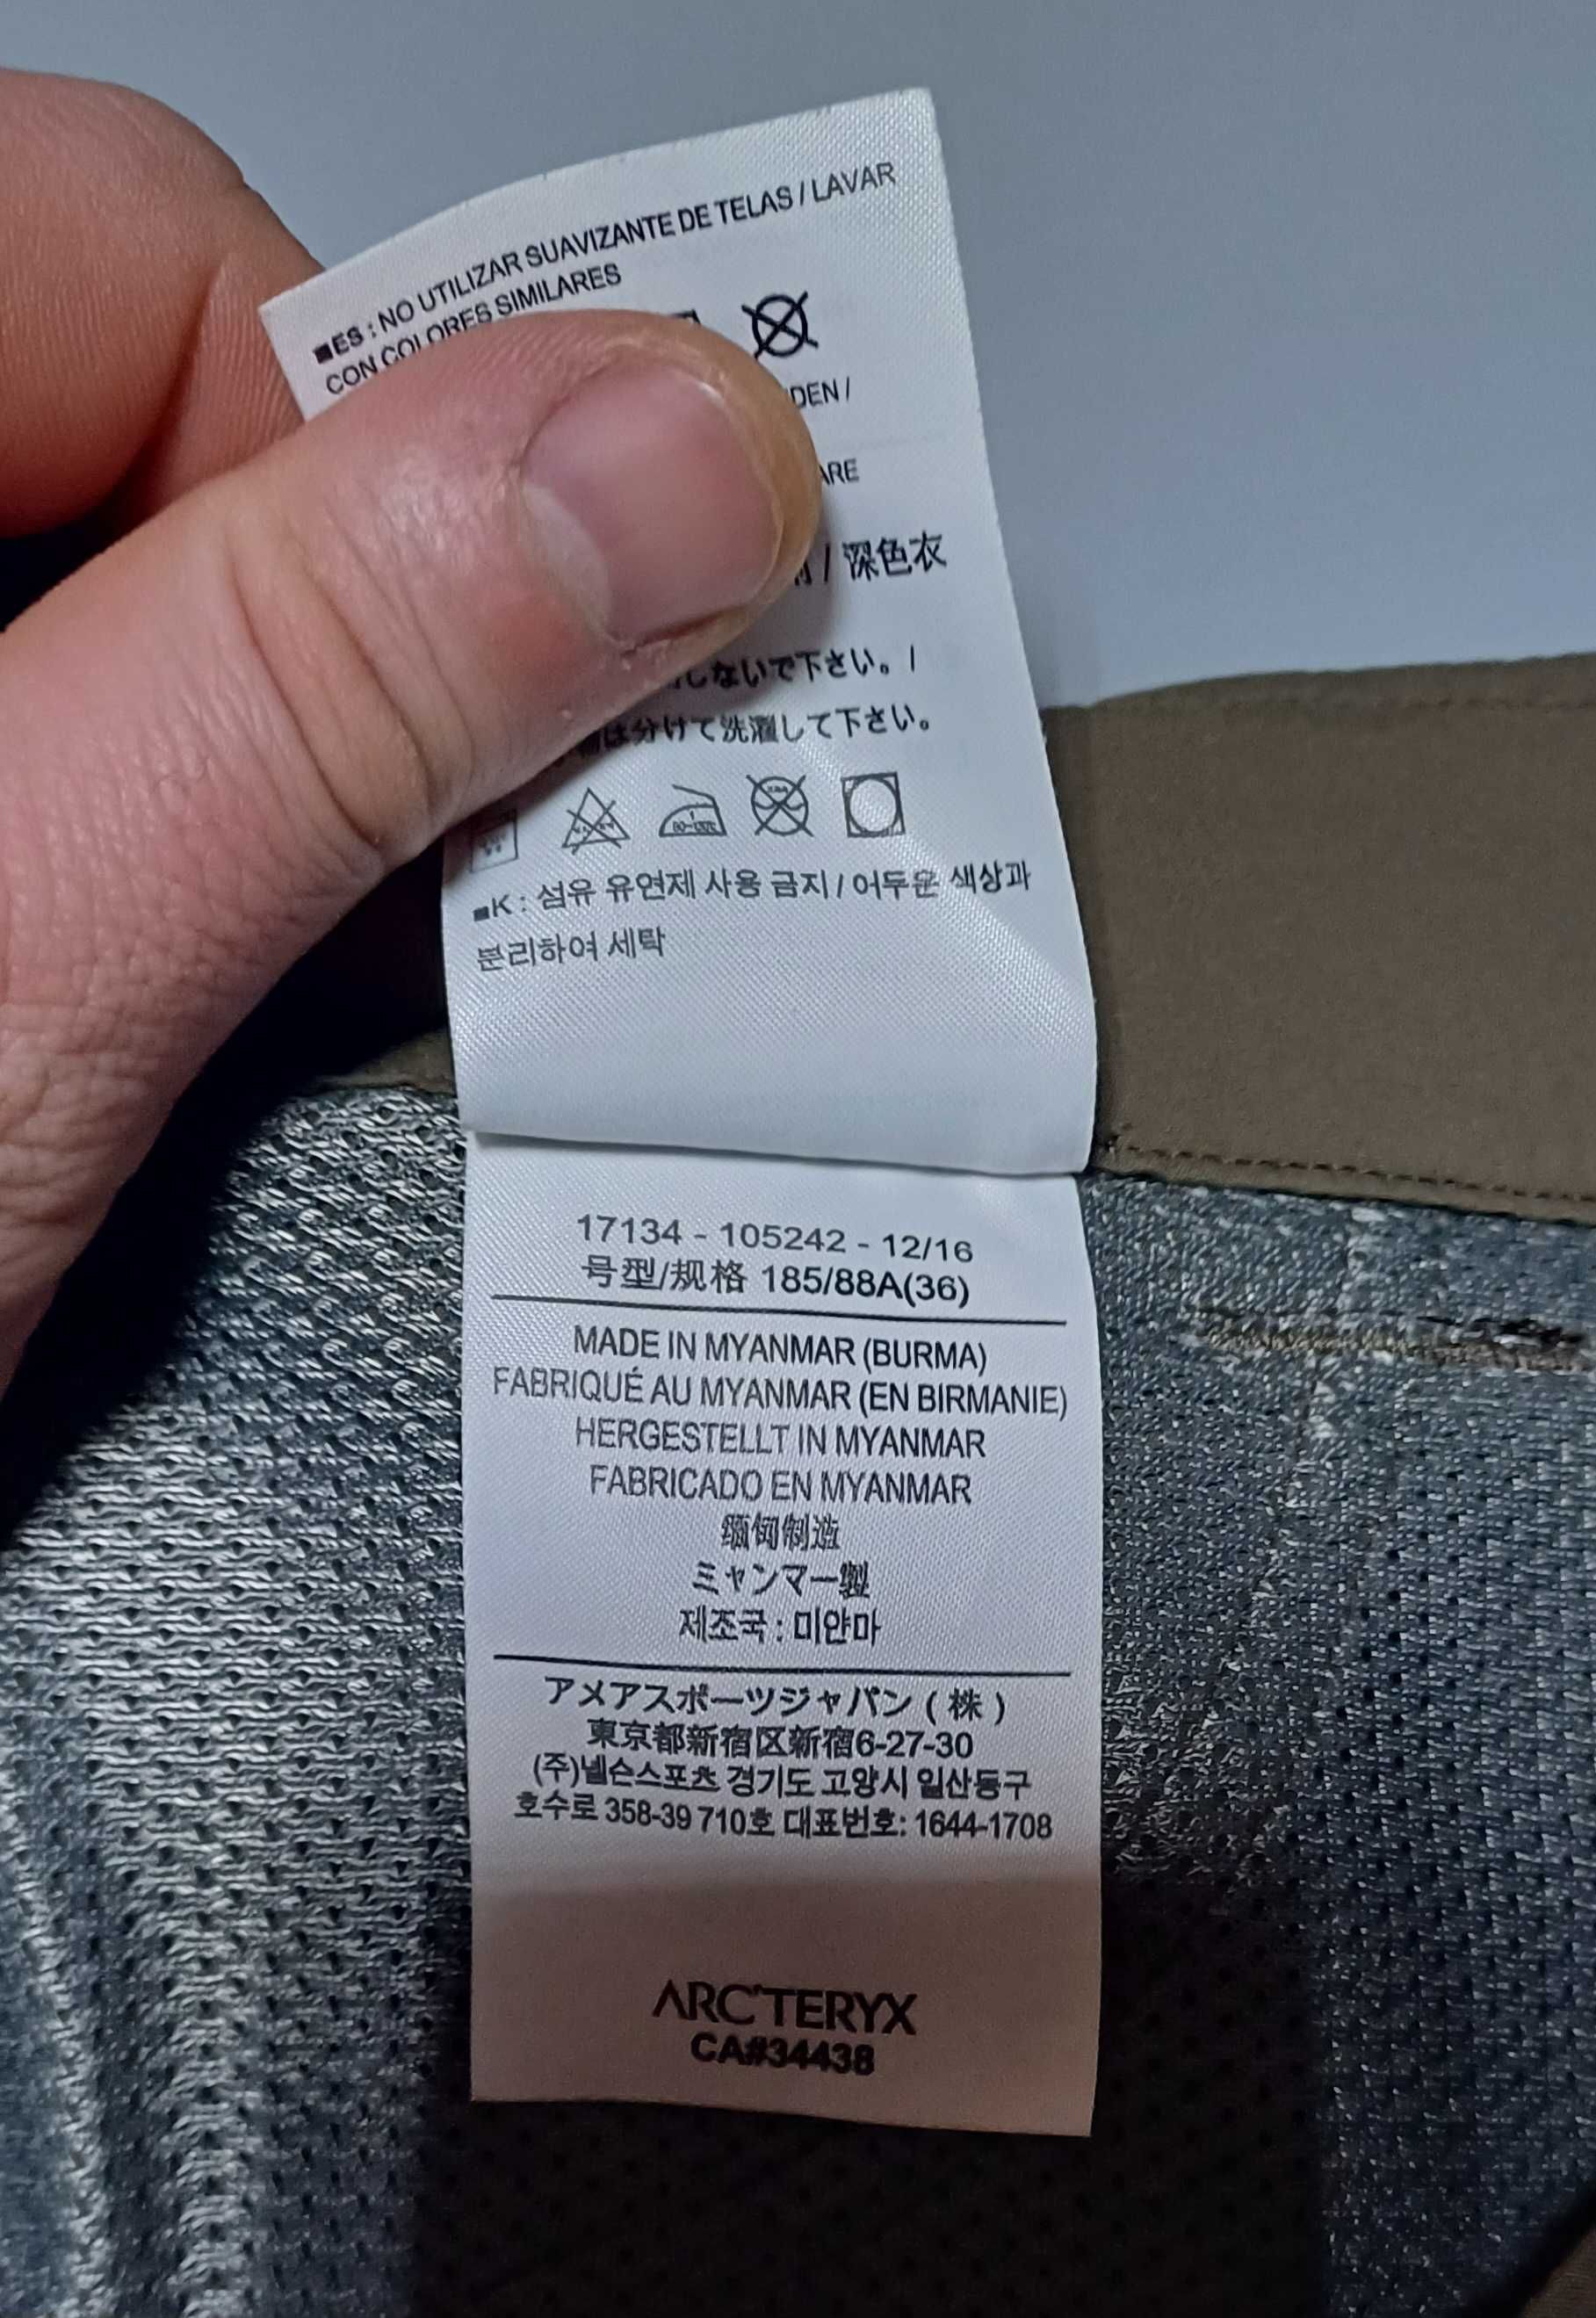 ■ES : NO UTILIZAR SUAVIZANTE DE TELAS / LAVAR
CON COLORES SIMILARES
/ 深色衣
しないで下さい。/
は分けて洗濯して下さい。
■K : 섬유 유연제 사용 금지 / 어두운 색상과
분리하여 세탁
17134 - 105242 - 12/16
号型/规格 185/88A(36)
MADE IN MYANMAR (BURMA)
FABRIQUÉ AU MYANMAR (EN BIRMANIE)
HERGESTELLT IN MYANMAR
FABRICADO EN MYANMAR
缅甸制造
ミャンマー製
제조국 : 미얀마
アメアスポーツジャパン ( 株 )
東京都新宿区新宿6-27-30
(주)넬슨스포츠 경기도 고양시 일산동구
호수로 358-39 710호 대표번호: 1644-1708
ARC'TERYX
CA#34438